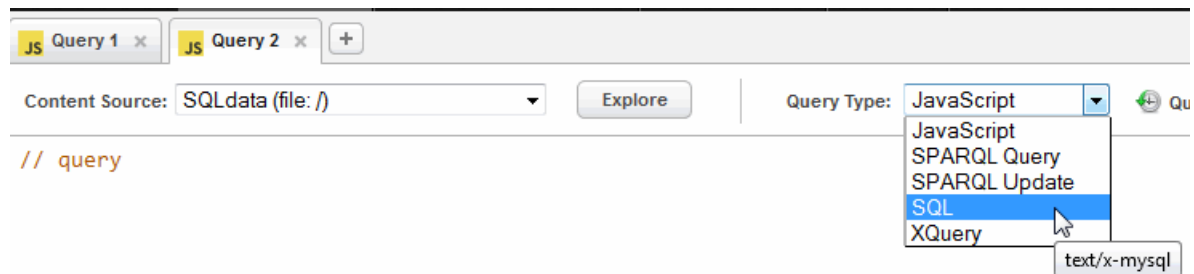 JS Query 1 × JS Query 2 × +
Content Source: SQLdata (file: /) Explore Query Type: JavaScript
JavaScript
// query
SPARQL Query
SPARQL Update
SQL
XQuery
text/x-mysql